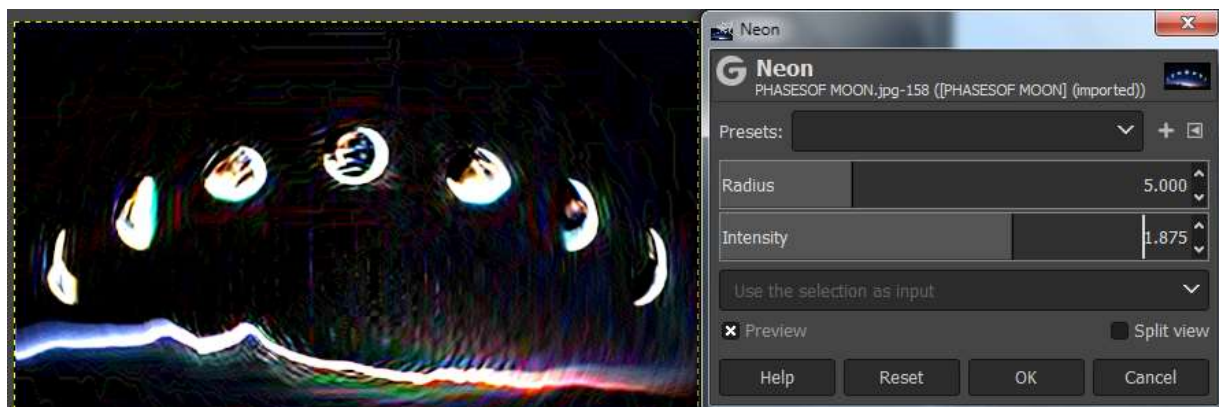 Neon
Neon
PHASESOF MOON.jpg-158 ([PHASESOF MOON] (imported))
Presets:
Radius 5.000
Intensity 1.875
Use the selection as input
Preview Split view
Help Reset OK Cancel